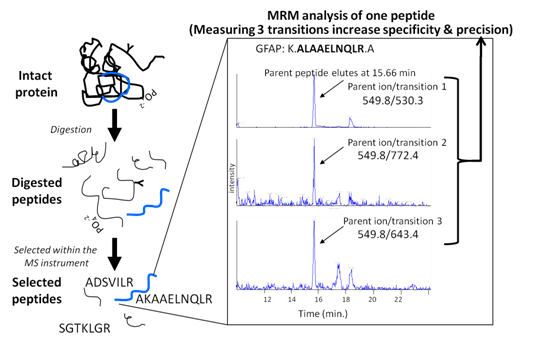 MRM analysis of one peptide
(Measuring 3 transitions increase specificity & precision)
Intact
protein
PO₄
Digestion
Digested
peptides
PO₄
Selected within the
MS instrument
Selected
peptides
ADSVILR
AKAAELNQLR
SGTKLGR
GFAP: K.ALAAELNQLR.A
Parent peptide elutes at 15.66 min
Parent ion/transition 1
549.8/530.3
Parent ion/transition 2
549.8/772.4
Parent ion/transition 3
549.8/643.4
intensity
12 14 16 18 20 22
Time (min.)